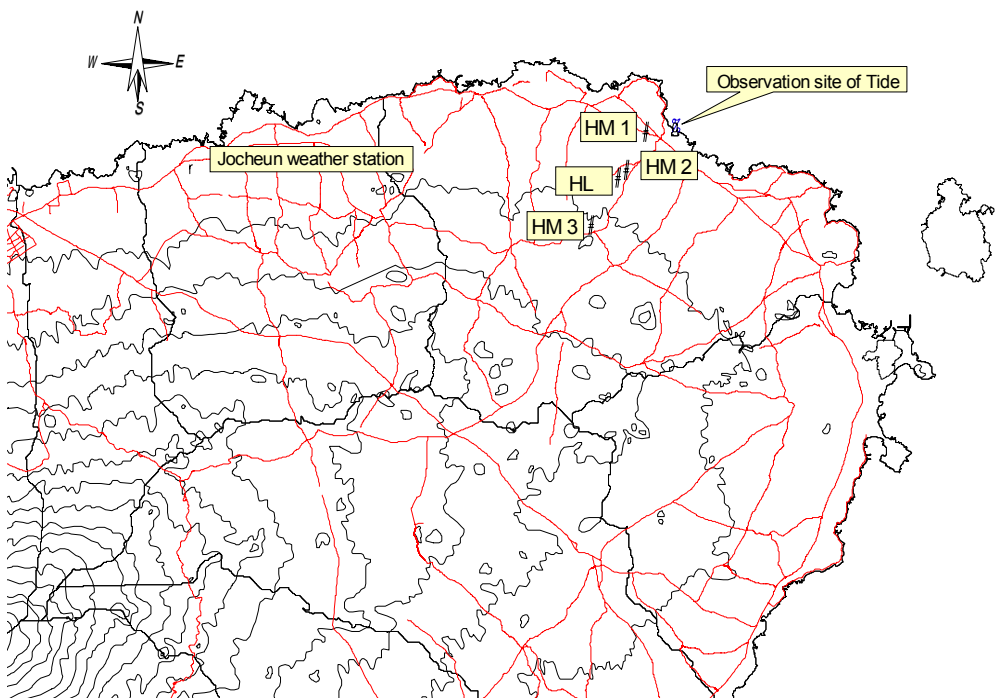 N
W E
S
Observation site of Tide
HM 1
Jocheun weather station
HM 2
HL
HM 3
r